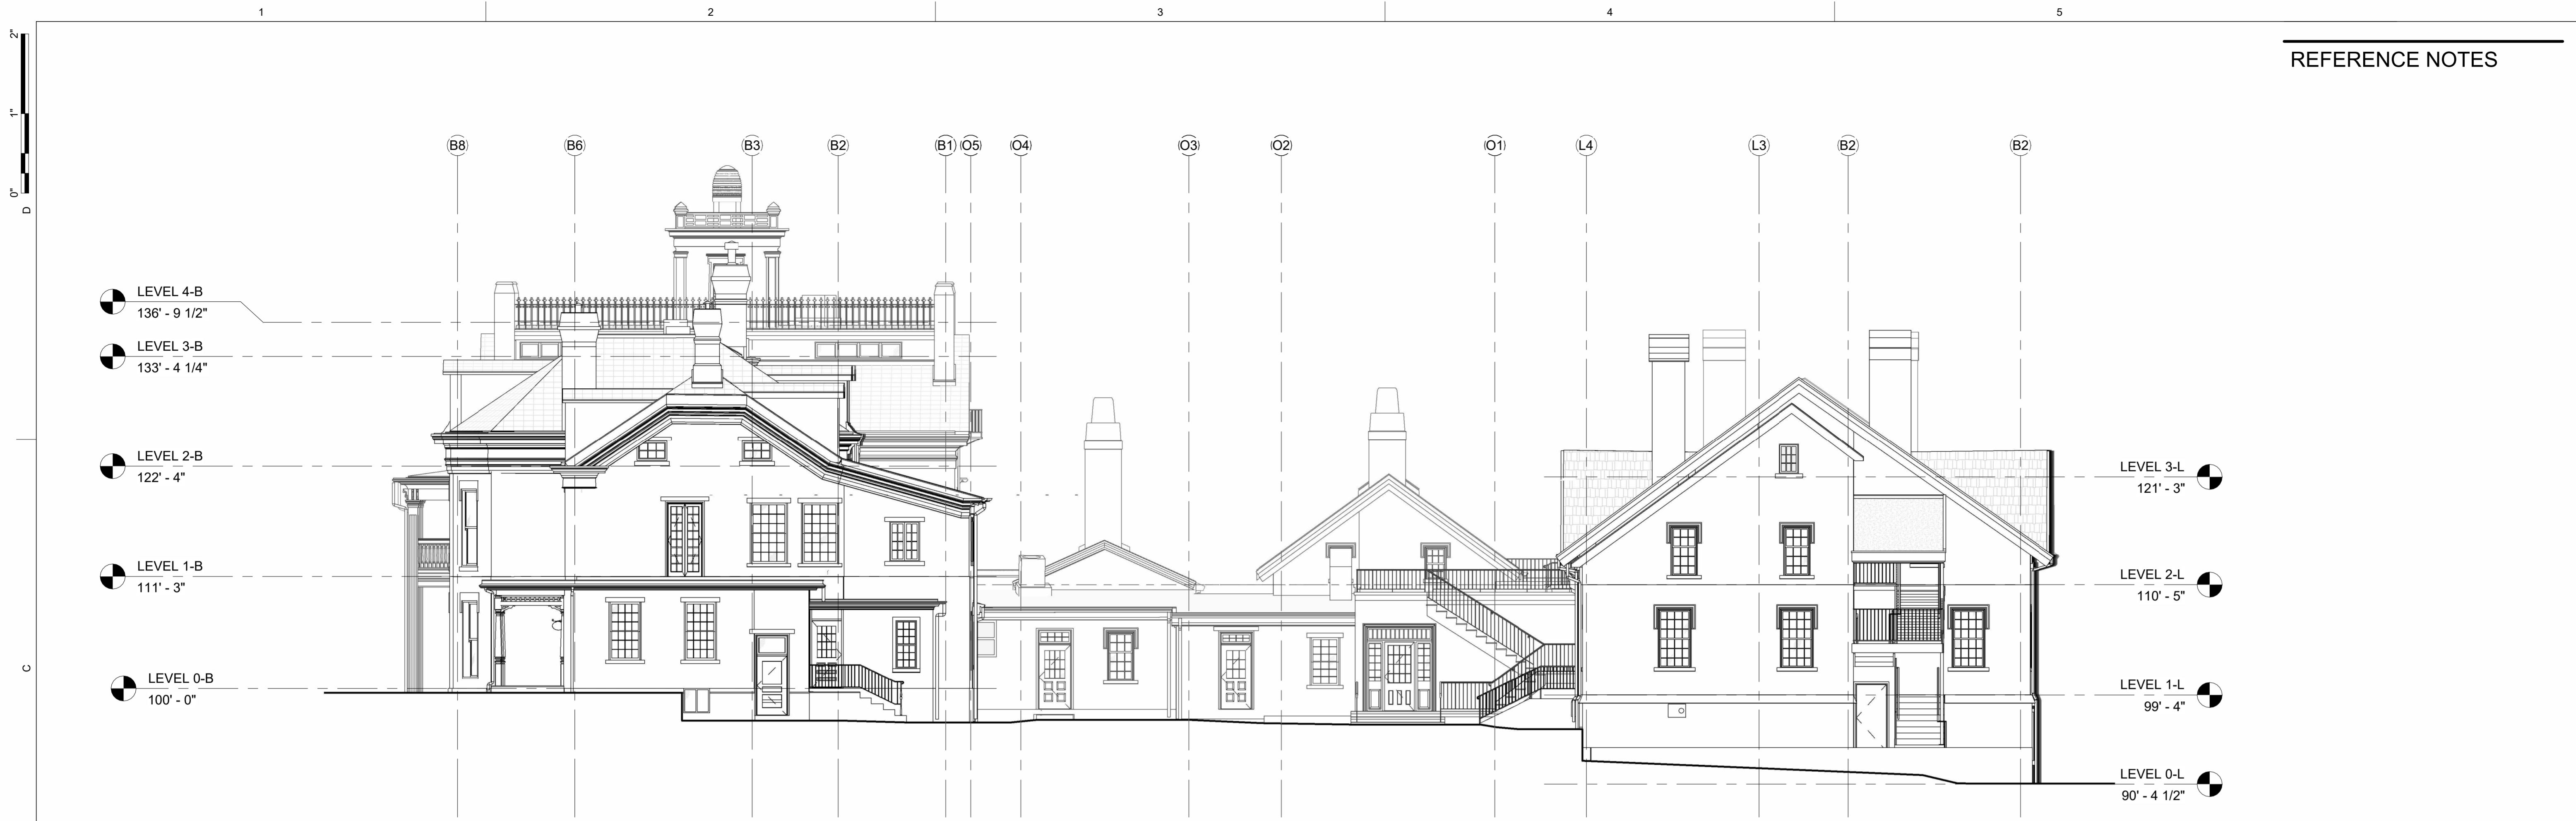 1 2 3 4 5
REFERENCE NOTES
2"
1"
0"
D
C
B8 B6 B3 B2 B1 O5 O4 O3 O2 O1 L4 L3 B2 B2
LEVEL 4-B
136' - 9 1/2"
LEVEL 3-B
133' - 4 1/4"
LEVEL 2-B
122' - 4"
LEVEL 1-B
111' - 3"
LEVEL 0-B
100' - 0"
LEVEL 3-L
121' - 3"
LEVEL 2-L
110' - 5"
LEVEL 1-L
99' - 4"
LEVEL 0-L
90' - 4 1/2"